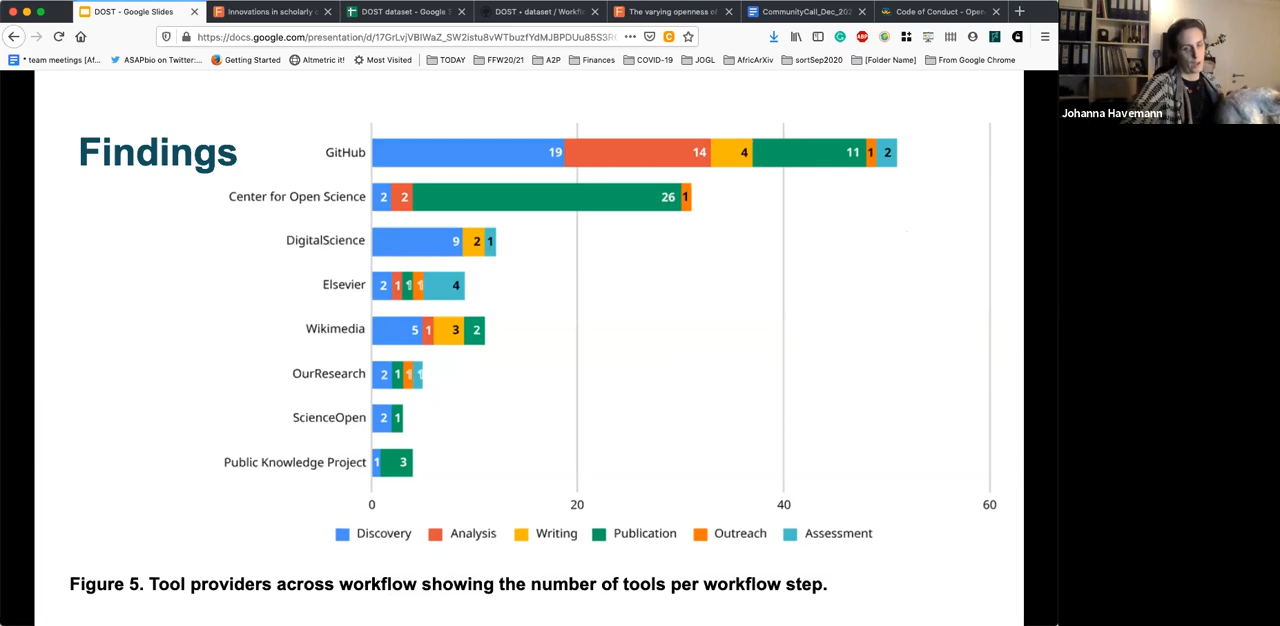 DOST - Google Slides
Innovations in scholarly c
DOST dataset - Google S
DOST • dataset / Workfl
The varying openness of
CommunityCall_Dec_202
Code of Conduct - Open
https://docs.google.com/presentation/d/17GrLvjVBIWaZ_SW2istu8vWTbuzfYdMJBPDUu85S3R
* team meetings [Af...
ASAPbio on Twitter:...
Getting Started
Altmetric it!
Most Visited
TODAY
FFW20/21
A2P
Finances
COVID-19
JOGL
AfricArXiv
sortSep2020
[Folder Name]
From Google Chrome
Johanna Havemann
Findings
GitHub 19 14 4 11 1 2
Center for Open Science 2 2 26 1
DigitalScience 9 2 1
Elsevier 2 1 1 1 4
Wikimedia 5 1 3 2
OurResearch 2 1 1 1
ScienceOpen 2 1
Public Knowledge Project 1 3
0 20 40 60
Discovery Analysis Writing Publication Outreach Assessment
Figure 5. Tool providers across workflow showing the number of tools per workflow step.